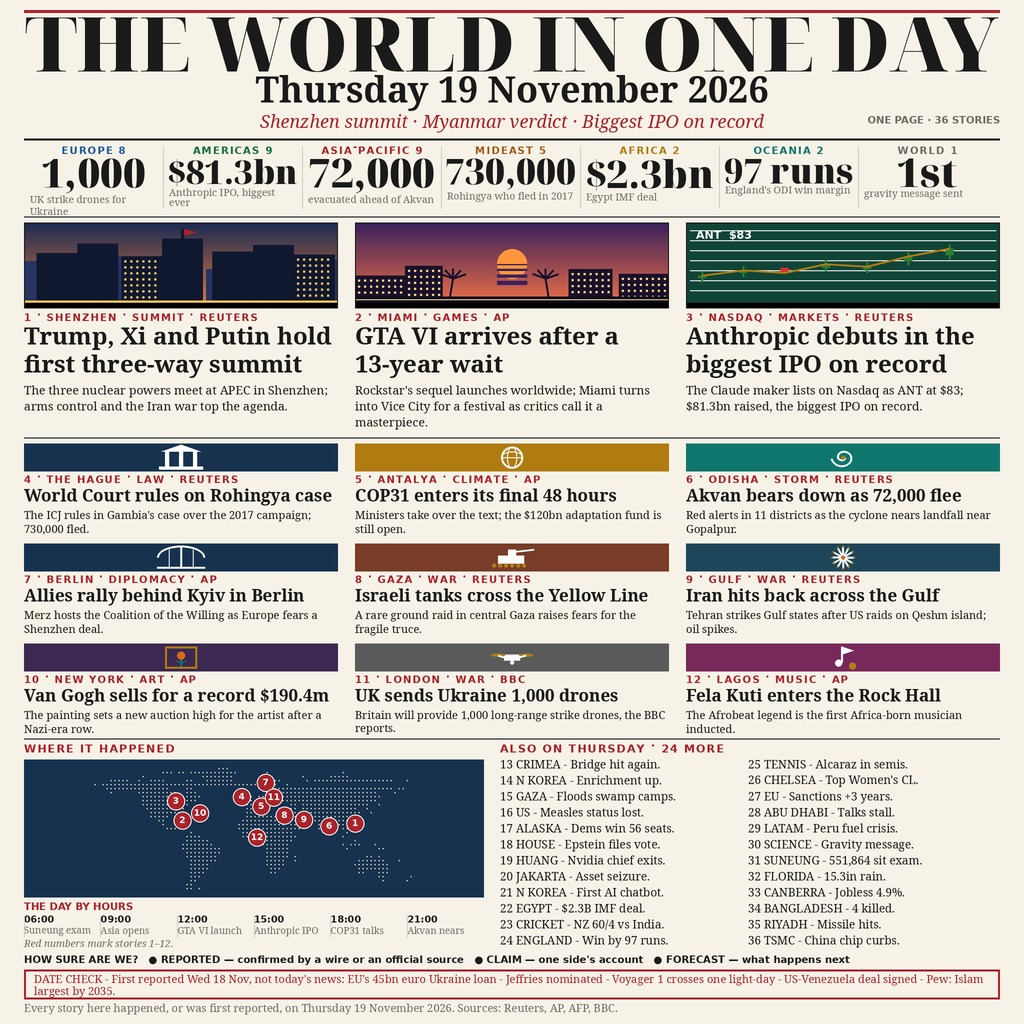 THE WORLD IN ONE DAY
Thursday 19 November 2026
Shenzhen summit · Myanmar verdict · Biggest IPO on record
ONE PAGE · 36 STORIES
EUROPE 8
1,000
UK strike drones for
Ukraine
AMERICAS 9
$81.3bn
Anthropic IPO, biggest
ever
ASIA-PACIFIC 9
72,000
evacuated ahead of Akvan
MIDEAST 5
730,000
Rohingya who fled in 2017
AFRICA 2
$2.3bn
Egypt IMF deal
OCEANIA 2
97 runs
England's ODI win margin
WORLD 1
1st
gravity message sent
ANT $83
1 · SHENZHEN · SUMMIT · REUTERS
Trump, Xi and Putin hold
first three-way summit
The three nuclear powers meet at APEC in Shenzhen;
arms control and the Iran war top the agenda.
2 · MIAMI · GAMES · AP
GTA VI arrives after a
13-year wait
Rockstar's sequel launches worldwide; Miami turns
into Vice City for a festival as critics call it a
masterpiece.
3 · NASDAQ · MARKETS · REUTERS
Anthropic debuts in the
biggest IPO on record
The Claude maker lists on Nasdaq as ANT at $83;
$81.3bn raised, the biggest IPO on record.
4 · THE HAGUE · LAW · REUTERS
World Court rules on Rohingya case
The ICJ rules in Gambia's case over the 2017 campaign;
730,000 fled.
5 · ANTALYA · CLIMATE · AP
COP31 enters its final 48 hours
Ministers take over the text; the $120bn adaptation fund is
still open.
6 · ODISHA · STORM · REUTERS
Akvan bears down as 72,000 flee
Red alerts in 11 districts as the cyclone nears landfall near
Gopalpur.
7 · BERLIN · DIPLOMACY · AP
Allies rally behind Kyiv in Berlin
Merz hosts the Coalition of the Willing as Europe fears a
Shenzhen deal.
8 · GAZA · WAR · REUTERS
Israeli tanks cross the Yellow Line
A rare ground raid in central Gaza raises fears for the
fragile truce.
9 · GULF · WAR · REUTERS
Iran hits back across the Gulf
Tehran strikes Gulf states after US raids on Qeshm island;
oil spikes.
10 · NEW YORK · ART · AP
Van Gogh sells for a record $190.4m
The painting sets a new auction high for the artist after a
Nazi-era row.
11 · LONDON · WAR · BBC
UK sends Ukraine 1,000 drones
Britain will provide 1,000 long-range strike drones, the BBC
reports.
12 · LAGOS · MUSIC · AP
Fela Kuti enters the Rock Hall
The Afrobeat legend is the first Africa-born musician
inducted.
WHERE IT HAPPENED
7
3
4
11
5
10
2
8
9
6
1
12
THE DAY BY HOURS
06:00
Suneung exam
09:00
Asia opens
12:00
GTA VI launch
15:00
Anthropic IPO
18:00
COP31 talks
21:00
Akvan nears
Red numbers mark stories 1–12.
ALSO ON THURSDAY · 24 MORE
13 CRIMEA - Bridge hit again.
14 N KOREA - Enrichment up.
15 GAZA - Floods swamp camps.
16 US - Measles status lost.
17 ALASKA - Dems win 56 seats.
18 HOUSE - Epstein files vote.
19 HUANG - Nvidia chief exits.
20 JAKARTA - Asset seizure.
21 N KOREA - First AI chatbot.
22 EGYPT - $2.3B IMF deal.
23 CRICKET - NZ 60/4 vs India.
24 ENGLAND - Win by 97 runs.
25 TENNIS - Alcaraz in semis.
26 CHELSEA - Top Women's CL.
27 EU - Sanctions +3 years.
28 ABU DHABI - Talks stall.
29 LATAM - Peru fuel crisis.
30 SCIENCE - Gravity message.
31 SUNEUNG - 551,864 sit exam.
32 FLORIDA - 15.3in rain.
33 CANBERRA - Jobless 4.9%.
34 BANGLADESH - 4 killed.
35 RIYADH - Missile hits.
36 TSMC - China chip curbs.
HOW SURE ARE WE? ● REPORTED — confirmed by a wire or an official source ● CLAIM — one side's account ● FORECAST — what happens next
DATE CHECK - First reported Wed 18 Nov, not today's news: EU's 45bn euro Ukraine loan - Jeffries nominated - Voyager 1 crosses one light-day - US-Venezuela deal signed - Pew: Islam
largest by 2035.
Every story here happened, or was first reported, on Thursday 19 November 2026. Sources: Reuters, AP, AFP, BBC.